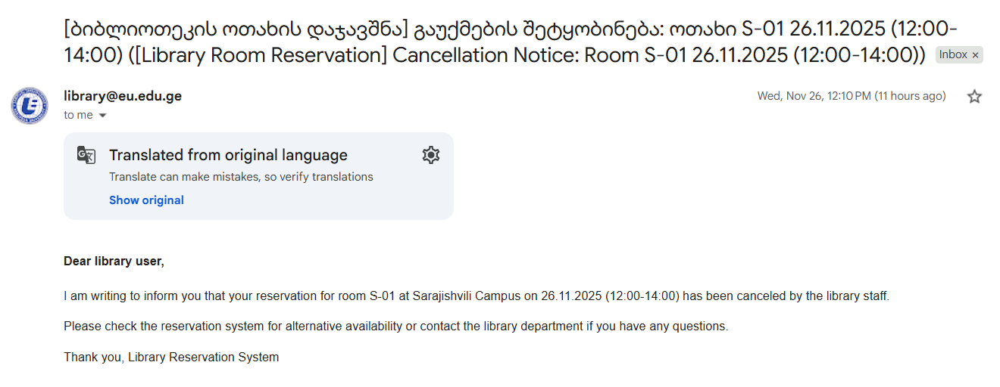 [ბიბლიოთეკის ოთახის დაჯავშნა] გაუქმების შეტყობინება: ოთახი S-01 26.11.2025 (12:00-
14:00) ([Library Room Reservation] Cancellation Notice: Room S-01 26.11.2025 (12:00-14:00)) Inbox ×
library@eu.edu.ge Wed, Nov 26, 12:10 PM (11 hours ago)
to me
Translated from original language
Translate can make mistakes, so verify translations
Show original
Dear library user,
I am writing to inform you that your reservation for room S-01 at Sarajishvili Campus on 26.11.2025 (12:00-14:00) has been canceled by the library staff.
Please check the reservation system for alternative availability or contact the library department if you have any questions.
Thank you, Library Reservation System